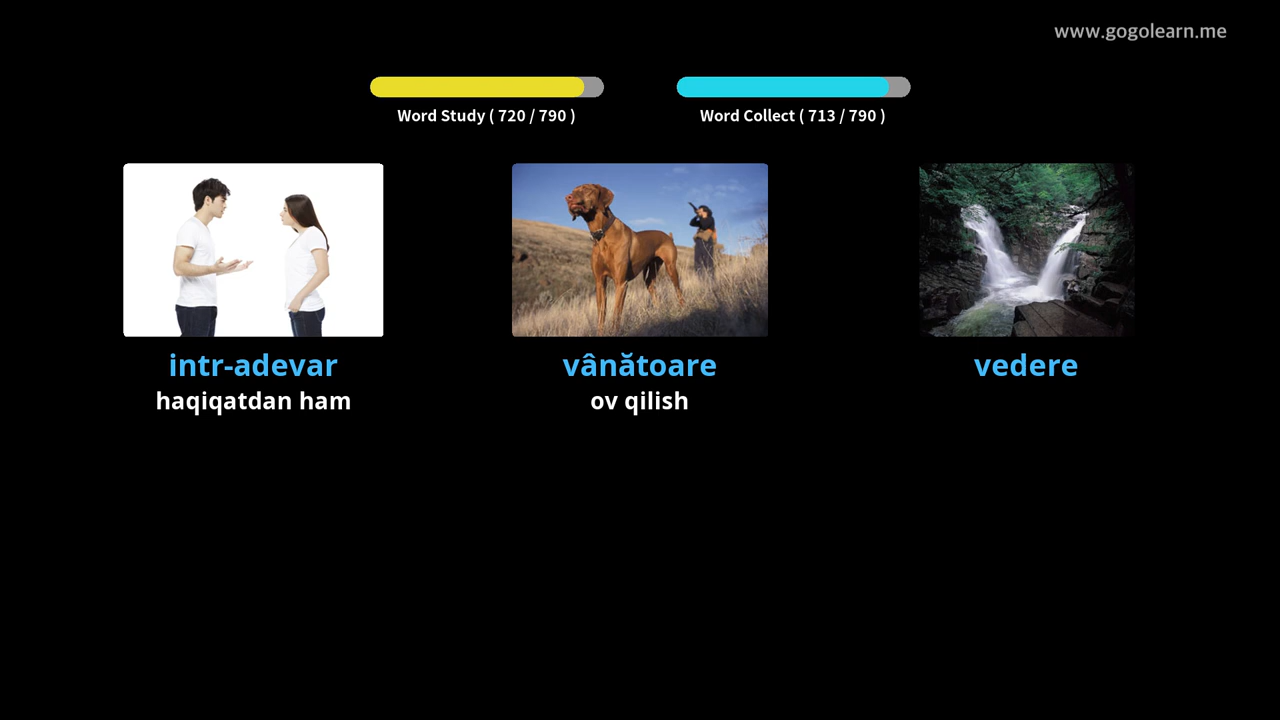 www.gogolearn.me
Word Study ( 720 / 790 )
Word Collect ( 713 / 790 )
intr-adevar
haqiqatdan ham
vânătoare
ov qilish
vedere